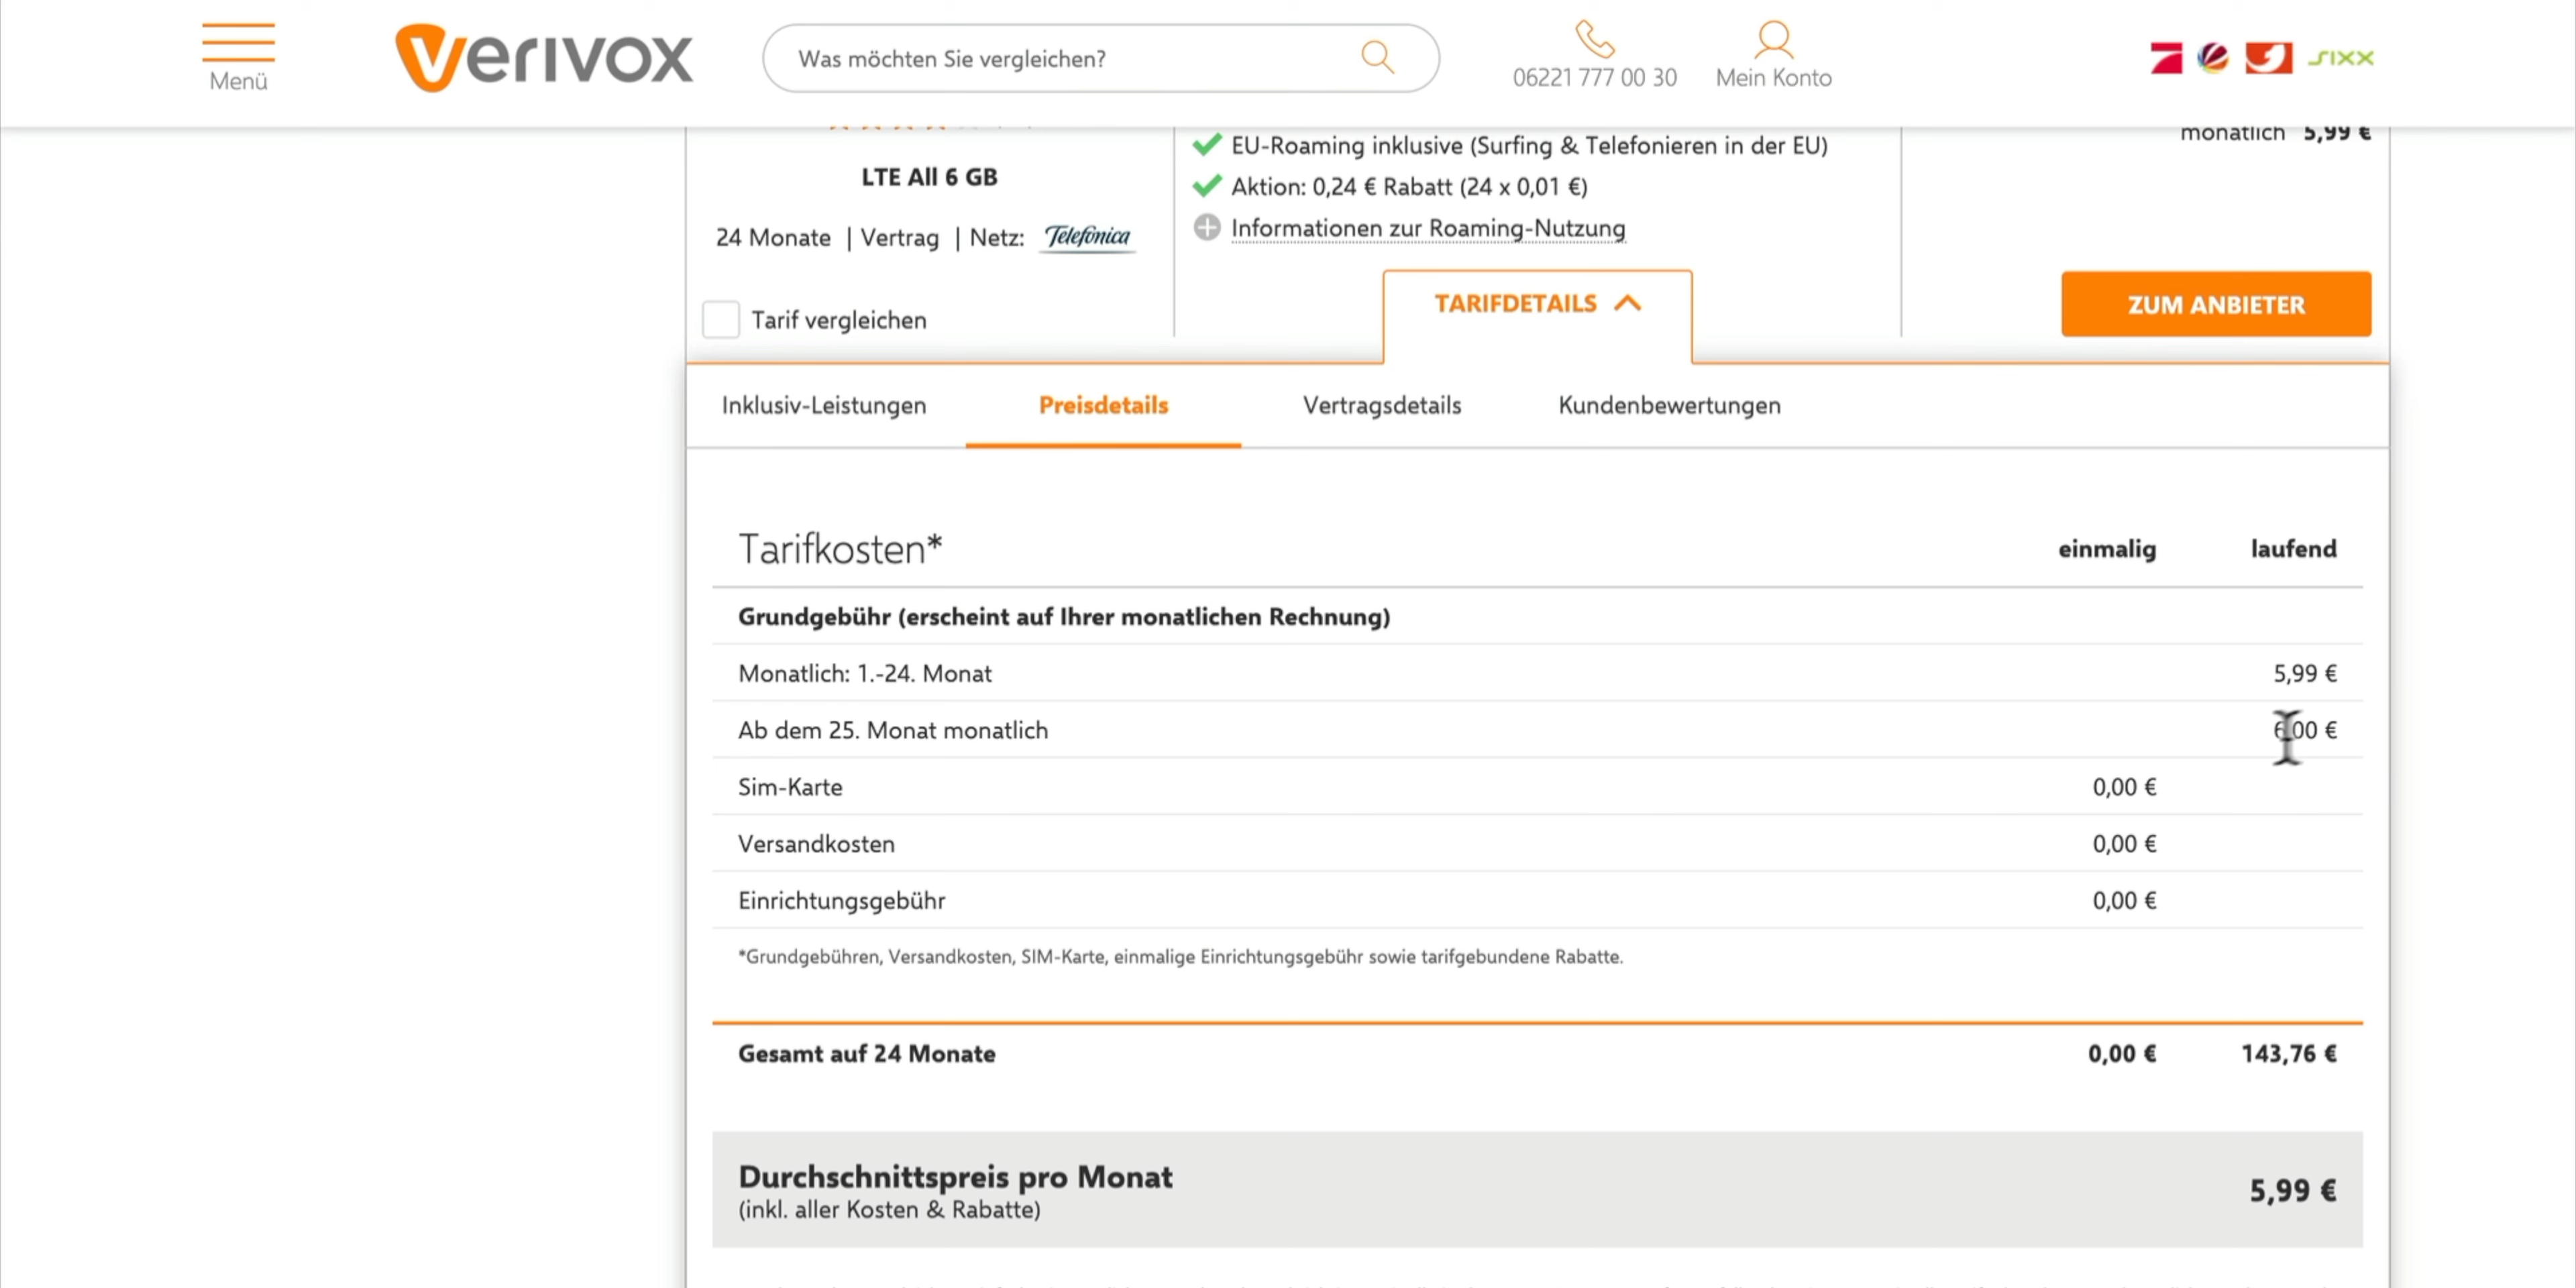 Menü
verivox
Was möchten Sie vergleichen?
06221 777 00 30
Mein Konto
sixx
monatlich 5,99 €
EU-Roaming inklusive (Surfing & Telefonieren in der EU)
LTE All 6 GB
Aktion: 0,24 € Rabatt (24 x 0,01 €)
24 Monate | Vertrag | Netz: Telefónica
Informationen zur Roaming-Nutzung
TARIFDETAILS
ZUM ANBIETER
Tarif vergleichen
Inklusiv-Leistungen Preisdetails Vertragsdetails Kundenbewertungen
Tarifkosten* einmalig laufend
Grundgebühr (erscheint auf Ihrer monatlichen Rechnung)
Monatlich: 1.-24. Monat 5,99 €
Ab dem 25. Monat monatlich 6,00 €
Sim-Karte 0,00 €
Versandkosten 0,00 €
Einrichtungsgebühr 0,00 €
*Grundgebühren, Versandkosten, SIM-Karte, einmalige Einrichtungsgebühr sowie tarifgebundene Rabatte.
Gesamt auf 24 Monate 0,00 € 143,76 €
Durchschnittspreis pro Monat
(inkl. aller Kosten & Rabatte)
5,99 €